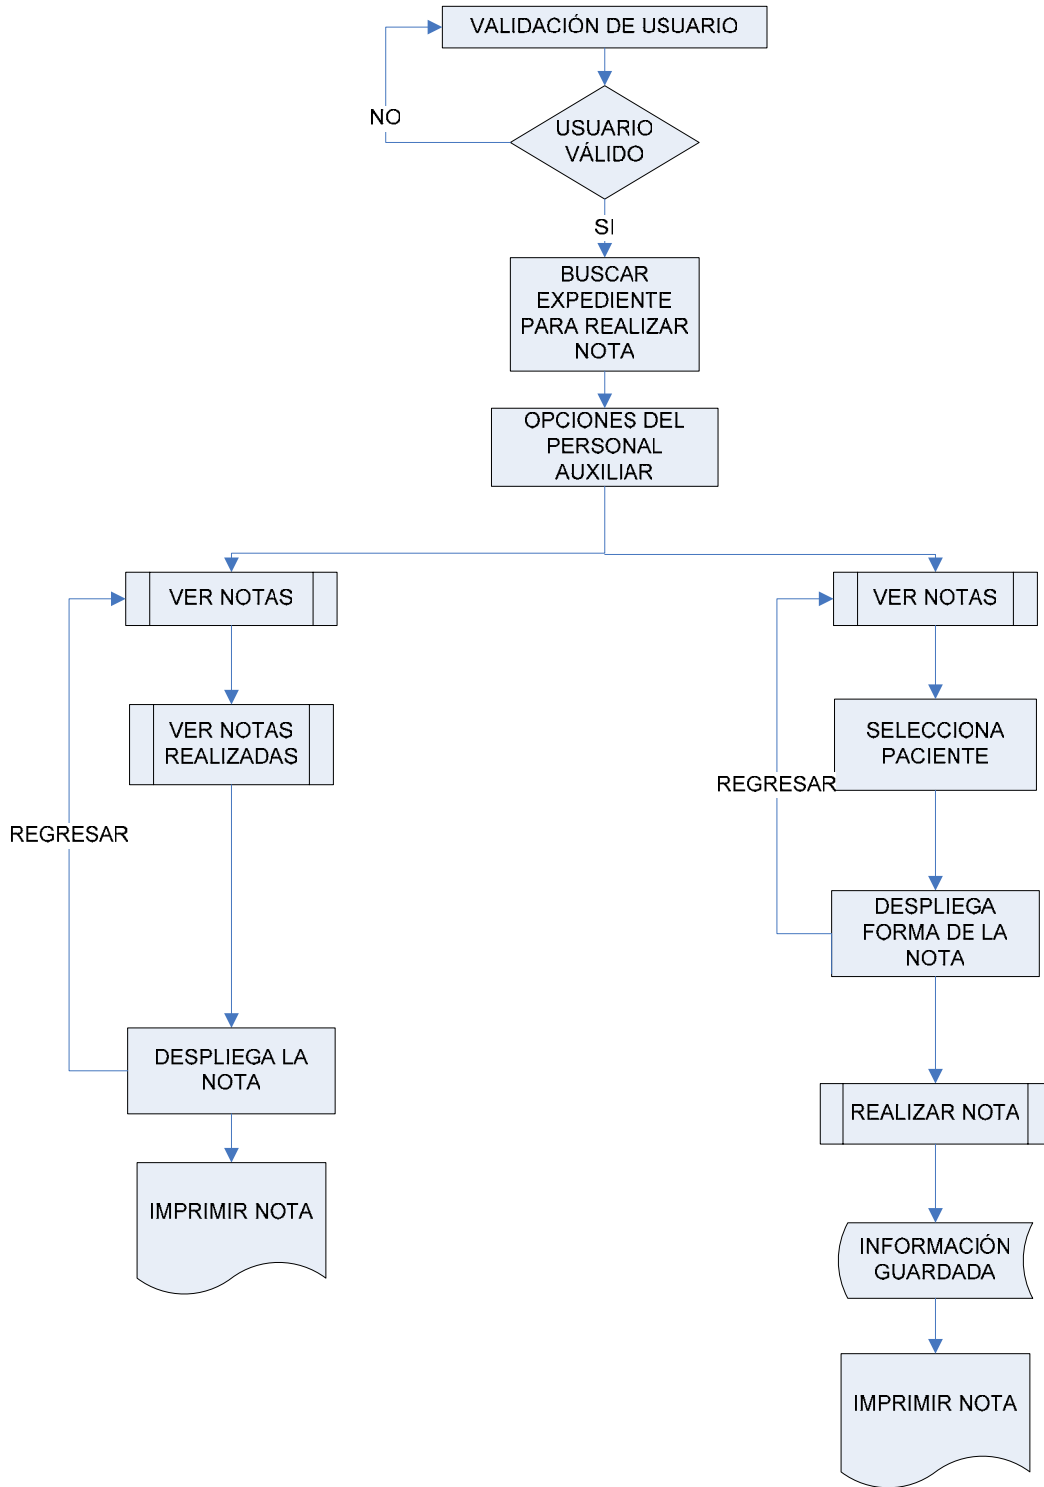 VALIDACIÓN DE USUARIO
NO
USUARIO
VÁLIDO
SI
BUSCAR
EXPEDIENTE
PARA REALIZAR
NOTA
OPCIONES DEL
PERSONAL
AUXILIAR
VER NOTAS
VER NOTAS
REALIZADAS
REGRESAR
DESPLIEGA LA
NOTA
IMPRIMIR NOTA
VER NOTAS
SELECCIONA
PACIENTE
REGRESAR
DESPLIEGA
FORMA DE LA
NOTA
REALIZAR NOTA
INFORMACIÓN
GUARDADA
IMPRIMIR NOTA